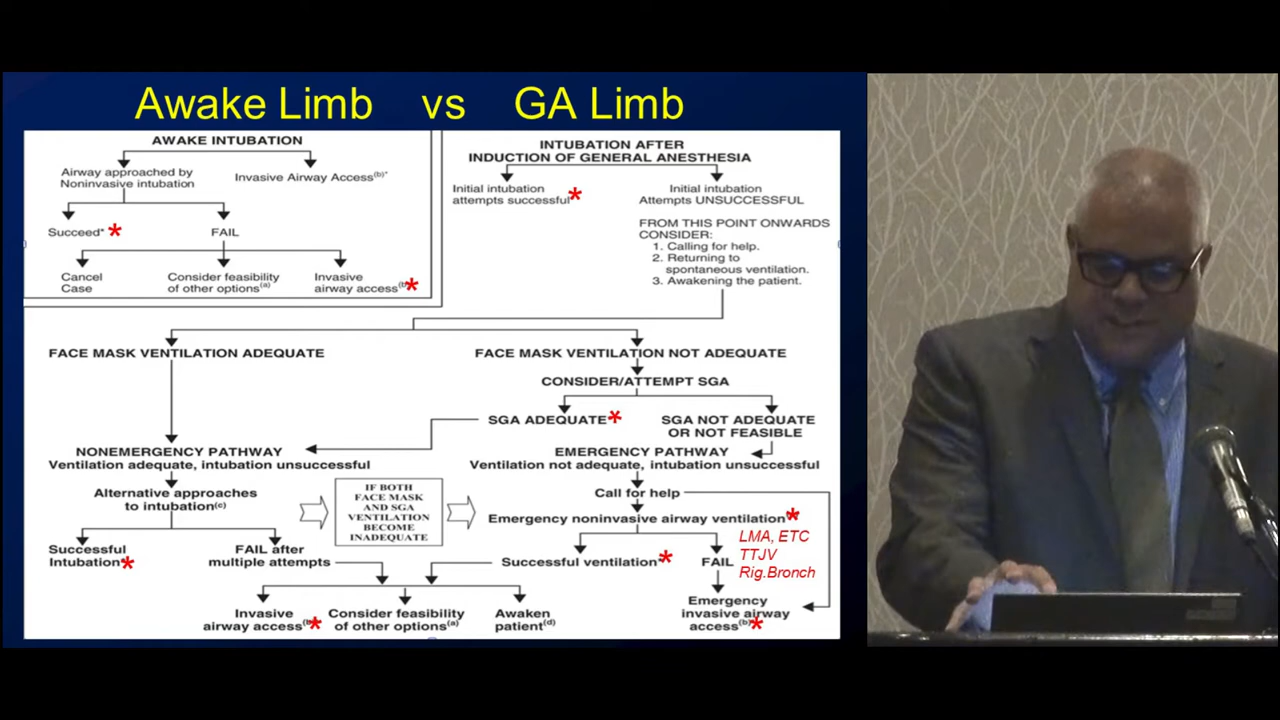 Awake Limb vs GA Limb
AWAKE INTUBATION
Airway approached by
Noninvasive intubation
Invasive Airway Access(b)*
Succeed* *
FAIL
Cancel
Case
Consider feasibility
of other options(a)
Invasive
airway access(b) *
INTUBATION AFTER
INDUCTION OF GENERAL ANESTHESIA
Initial intubation
attempts successful *
Initial intubation
Attempts UNSUCCESSFUL
FROM THIS POINT ONWARDS
CONSIDER:
1. Calling for help.
2. Returning to
spontaneous ventilation.
3. Awakening the patient.
FACE MASK VENTILATION ADEQUATE
FACE MASK VENTILATION NOT ADEQUATE
CONSIDER/ATTEMPT SGA
SGA ADEQUATE *
SGA NOT ADEQUATE
OR NOT FEASIBLE
NONEMERGENCY PATHWAY
Ventilation adequate, intubation unsuccessful
EMERGENCY PATHWAY
Ventilation not adequate, intubation unsuccessful
Alternative approaches
to intubation(c)
IF BOTH
FACE MASK
AND SGA
VENTILATION
BECOME
INADEQUATE
Call for help
Emergency noninvasive airway ventilation *
LMA, ETC
TTJV
Rig.Bronch
Successful
Intubation *
FAIL after
multiple attempts
Successful ventilation *
FAIL
Invasive
airway access(b) *
Consider feasibility
of other options(a)
Awaken
patient(d)
Emergency
invasive airway
access(b) *